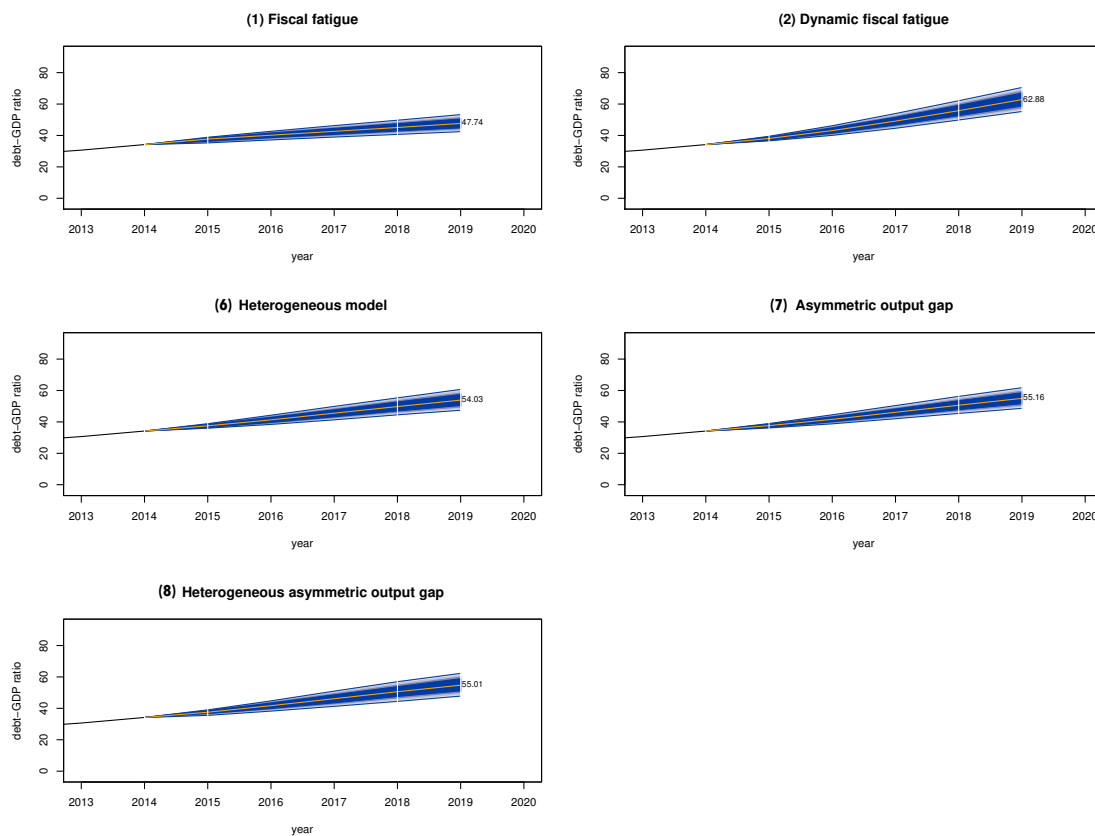 (1) Fiscal fatigue
debt−GDP ratio
80
60
40
20
0
47.74
2013 2014 2015 2016 2017 2018 2019 2020
year
(2) Dynamic fiscal fatigue
debt−GDP ratio
80
60
40
20
0
62.88
2013 2014 2015 2016 2017 2018 2019 2020
year
(6) Heterogeneous model
debt−GDP ratio
80
60
40
20
0
54.03
2013 2014 2015 2016 2017 2018 2019 2020
year
(7) Asymmetric output gap
debt−GDP ratio
80
60
40
20
0
55.16
2013 2014 2015 2016 2017 2018 2019 2020
year
(8) Heterogeneous asymmetric output gap
debt−GDP ratio
80
60
40
20
0
55.01
2013 2014 2015 2016 2017 2018 2019 2020
year